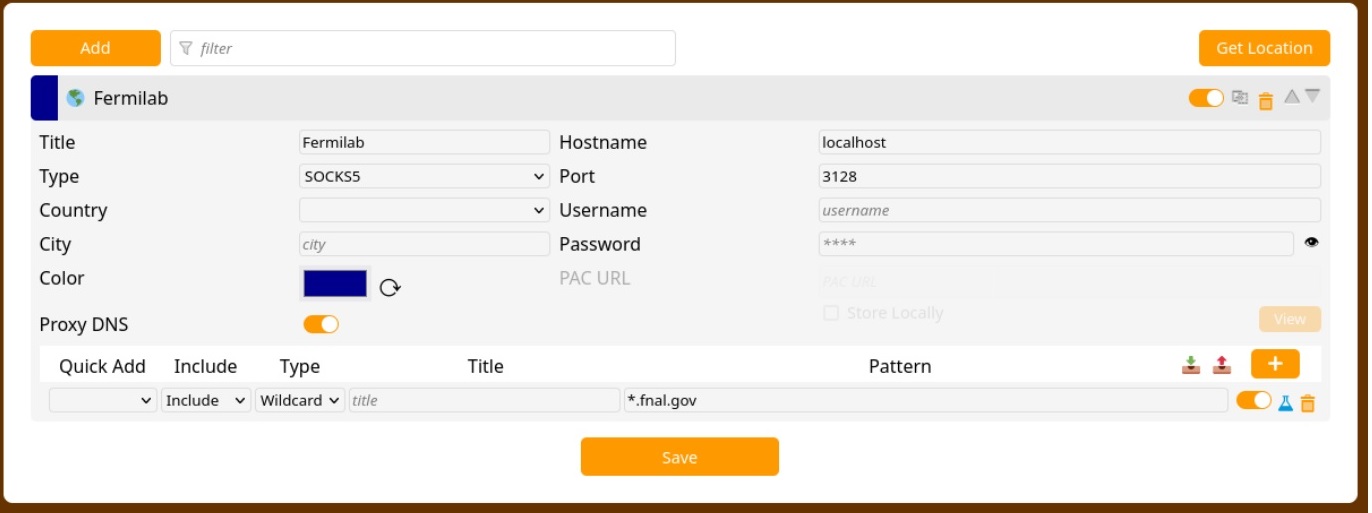 Add filter Get Location
Fermilab
Title Fermilab Hostname localhost
Type SOCKS5 Port 3128
Country Username username
City city Password ****
Color PAC URL PAC URL
Store Locally View
Proxy DNS
Quick Add Include Type Title Pattern +
Include Wildcard title *.fnal.gov
Save